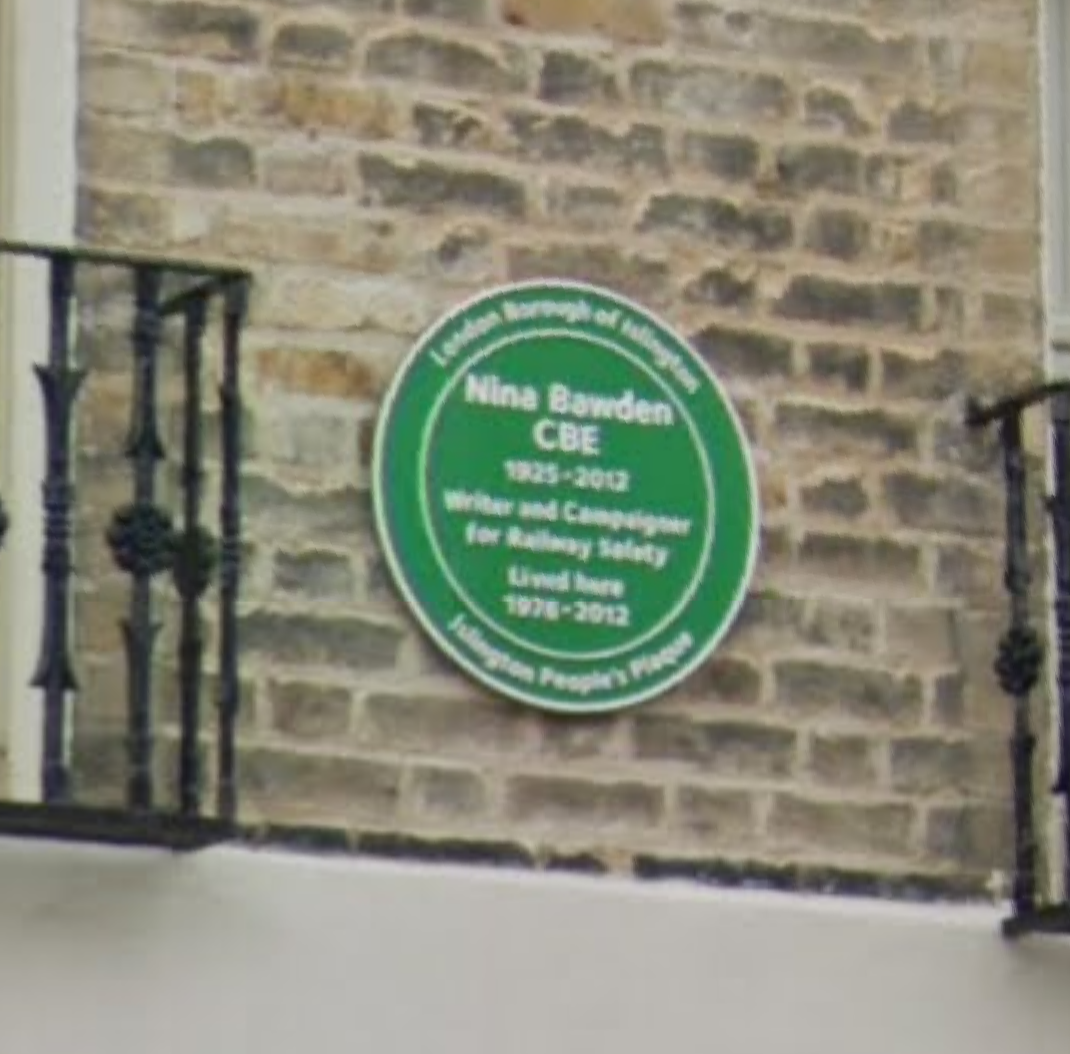 London Borough of Islington
Nina Bawden
CBE
1925-2012
Writer and Campaigner
for Railway Safety
Lived here
1976-2012
Islington People's Plaque